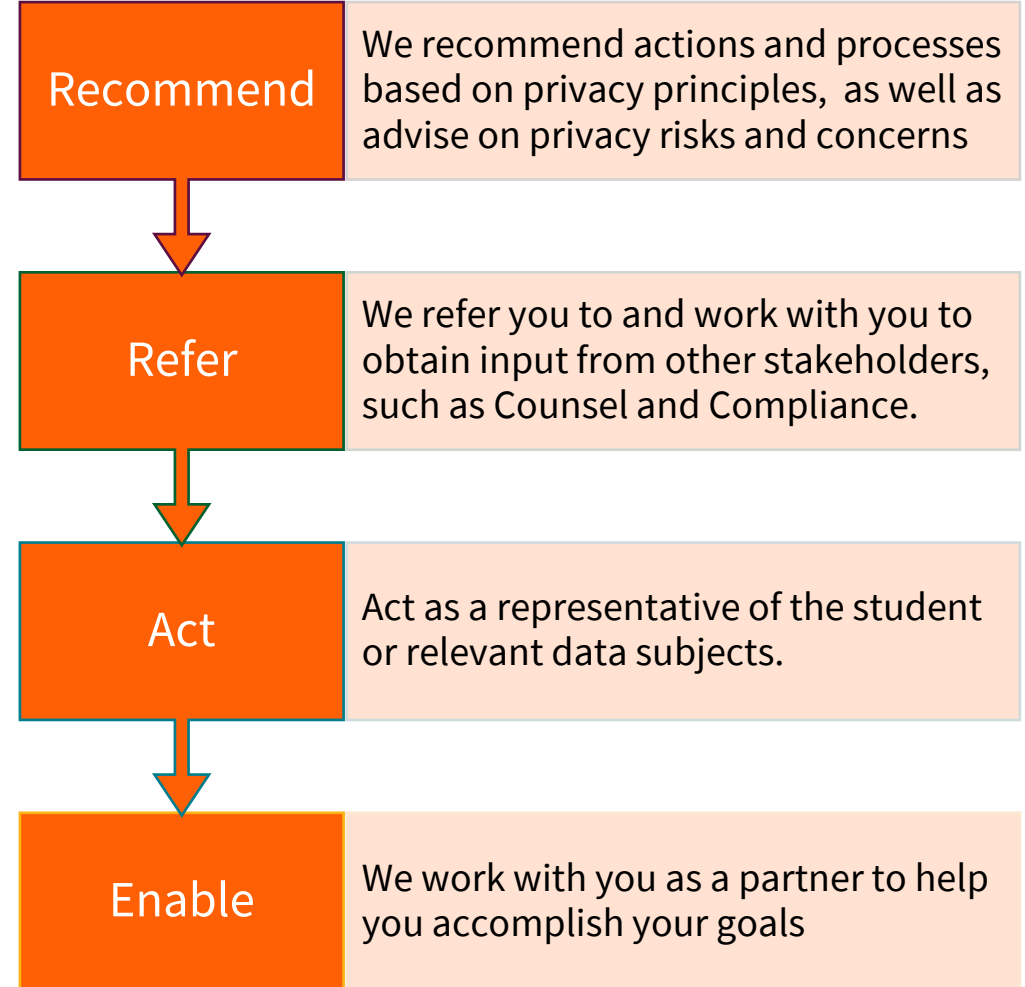 Recommend
We recommend actions and processes
based on privacy principles,  as well as
advise on privacy risks and concerns
Refer
We refer you to and work with you to
obtain input from other stakeholders,
such as Counsel and Compliance.
Act
Act as a representative of the student
or relevant data subjects.
Enable
We work with you as a partner to help
you accomplish your goals